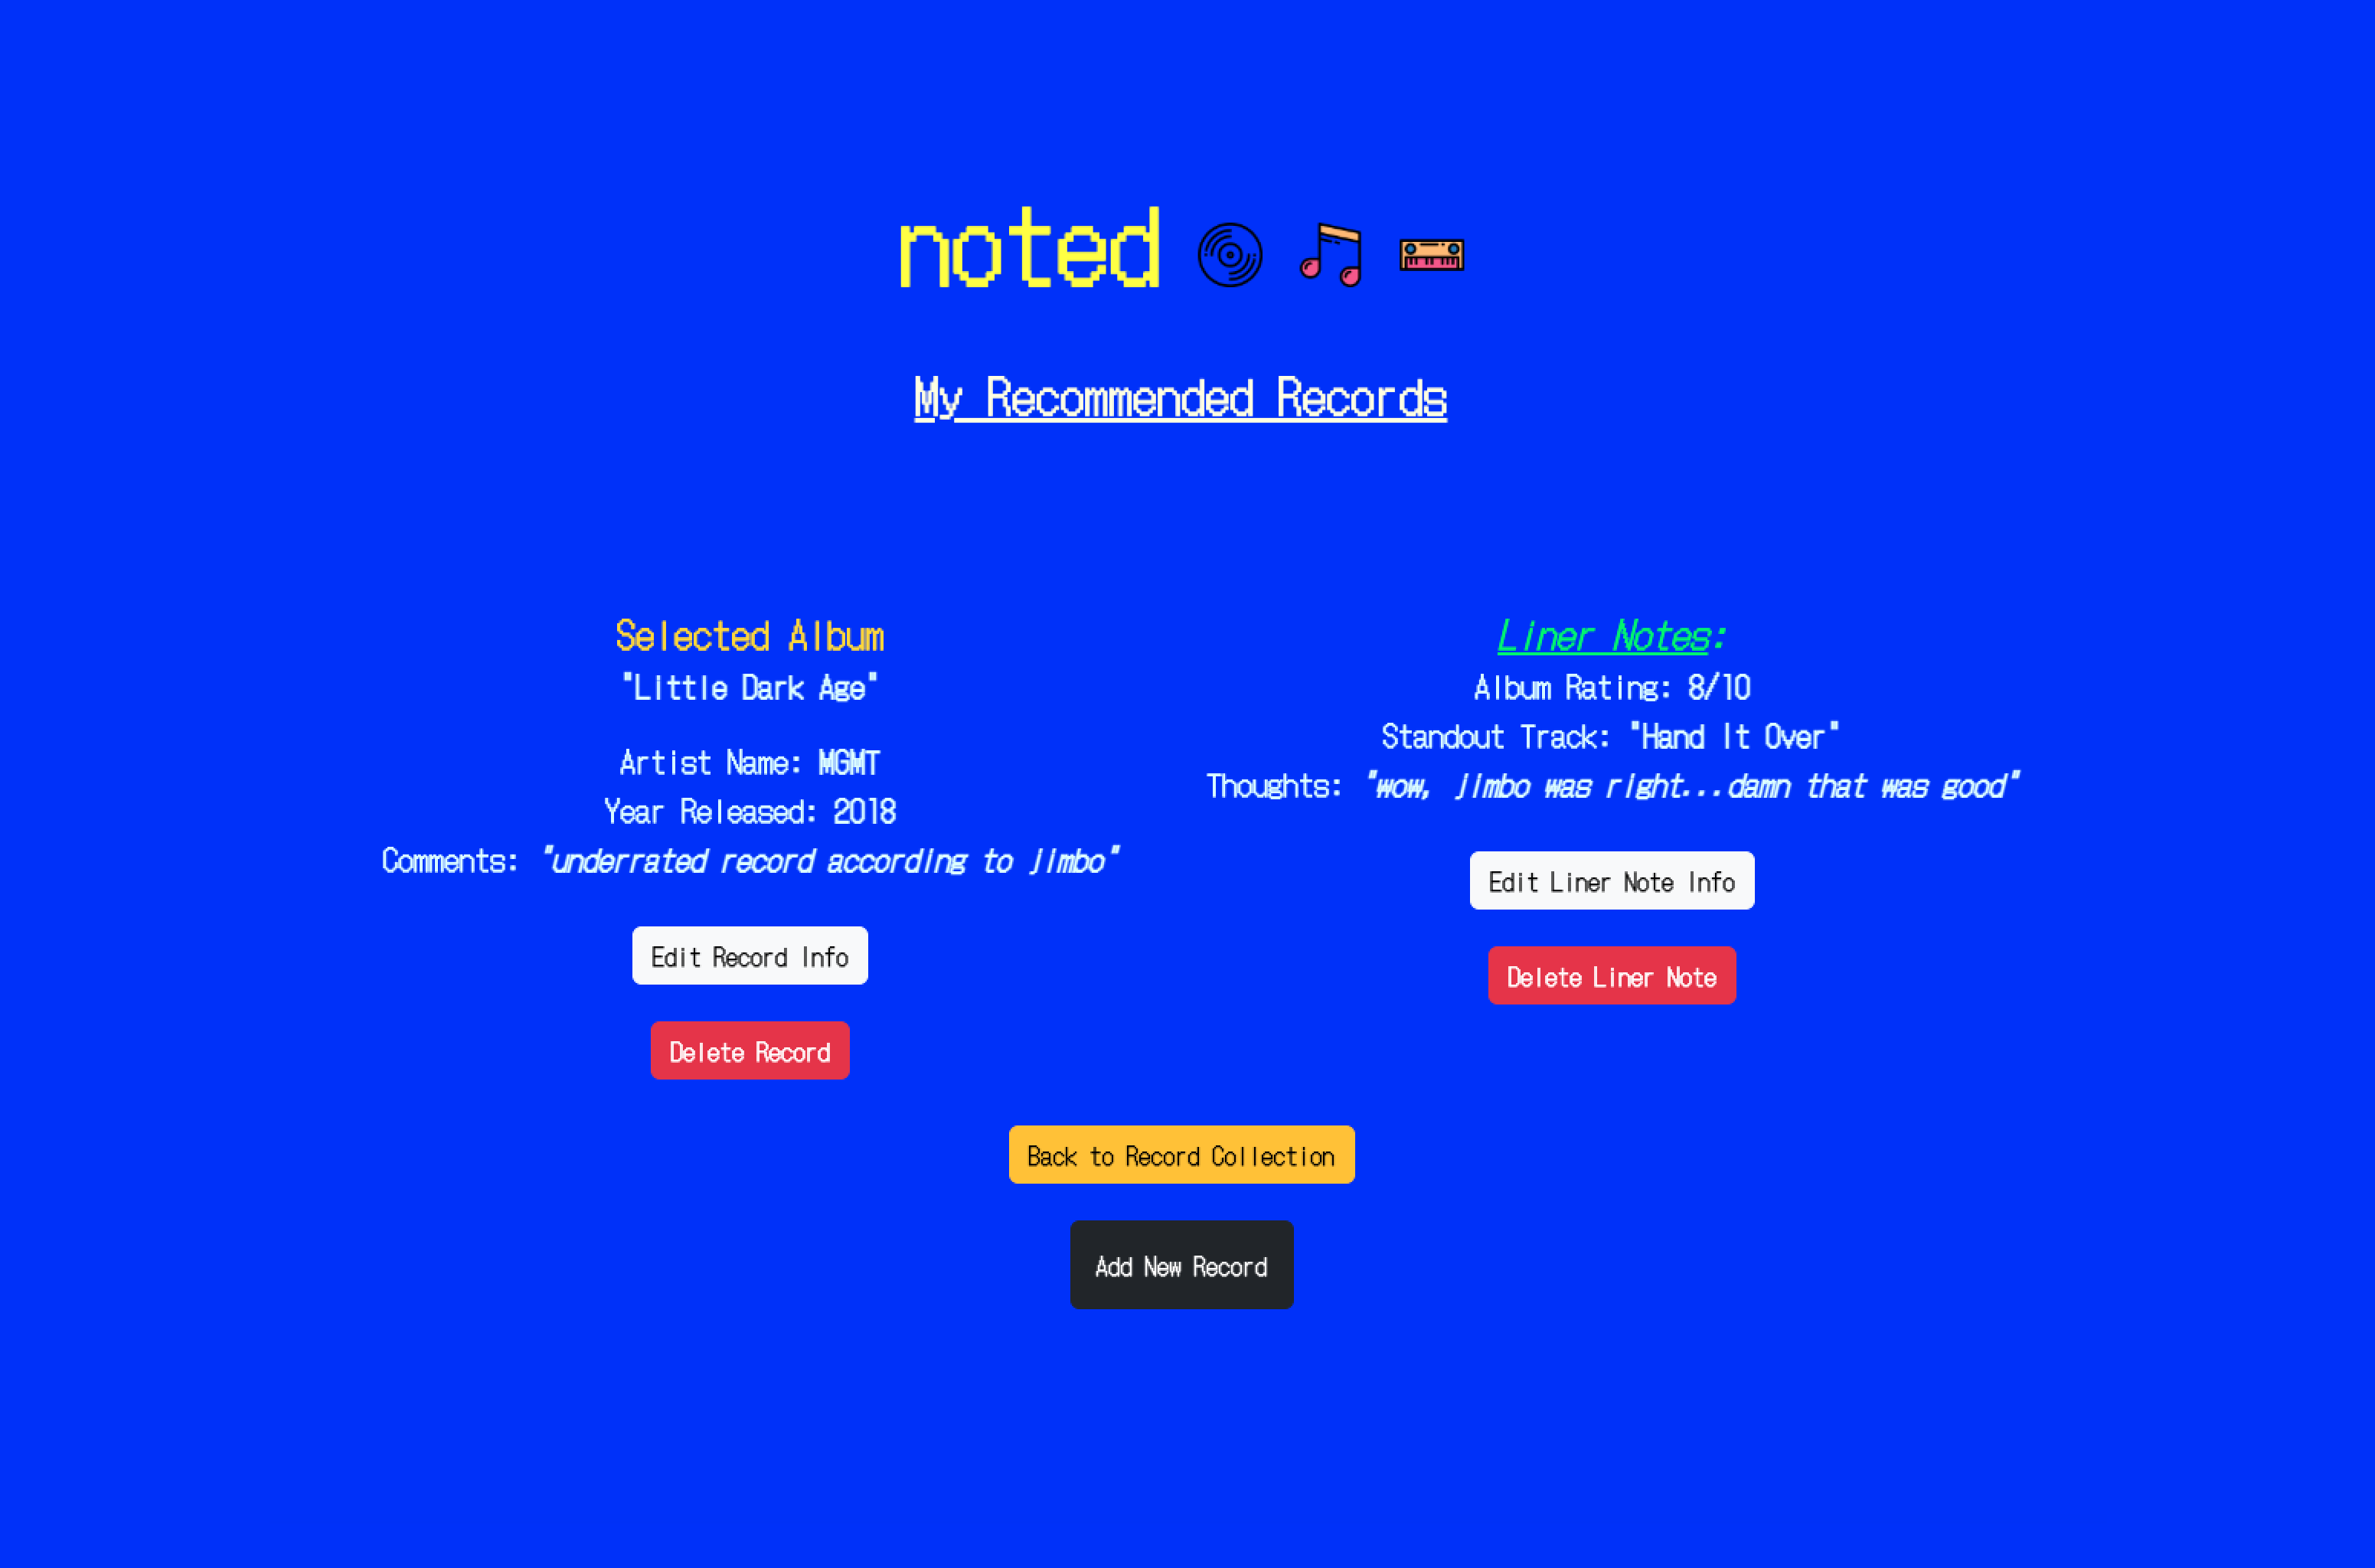 noted
My Recommended Records
Selected Album
"Little Dark Age"
Artist Name: MGMT
Year Released: 2018
Comments: "underrated record according to jimbo"
Edit Record Info
Delete Record
Liner Notes:
Album Rating: 8/10
Standout Track: "Hand It Over"
Thoughts: "wow, jimbo was right...damn that was good"
Edit Liner Note Info
Delete Liner Note
Back to Record Collection
Add New Record